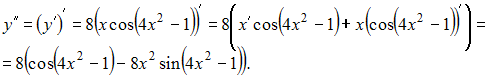 y″ = (y′)′ = 8(x cos(4x² − 1))′ = 8(x′ cos(4x² − 1) + x(cos(4x² − 1))′) =
= 8(cos(4x² − 1) − 8x² sin(4x² − 1)).